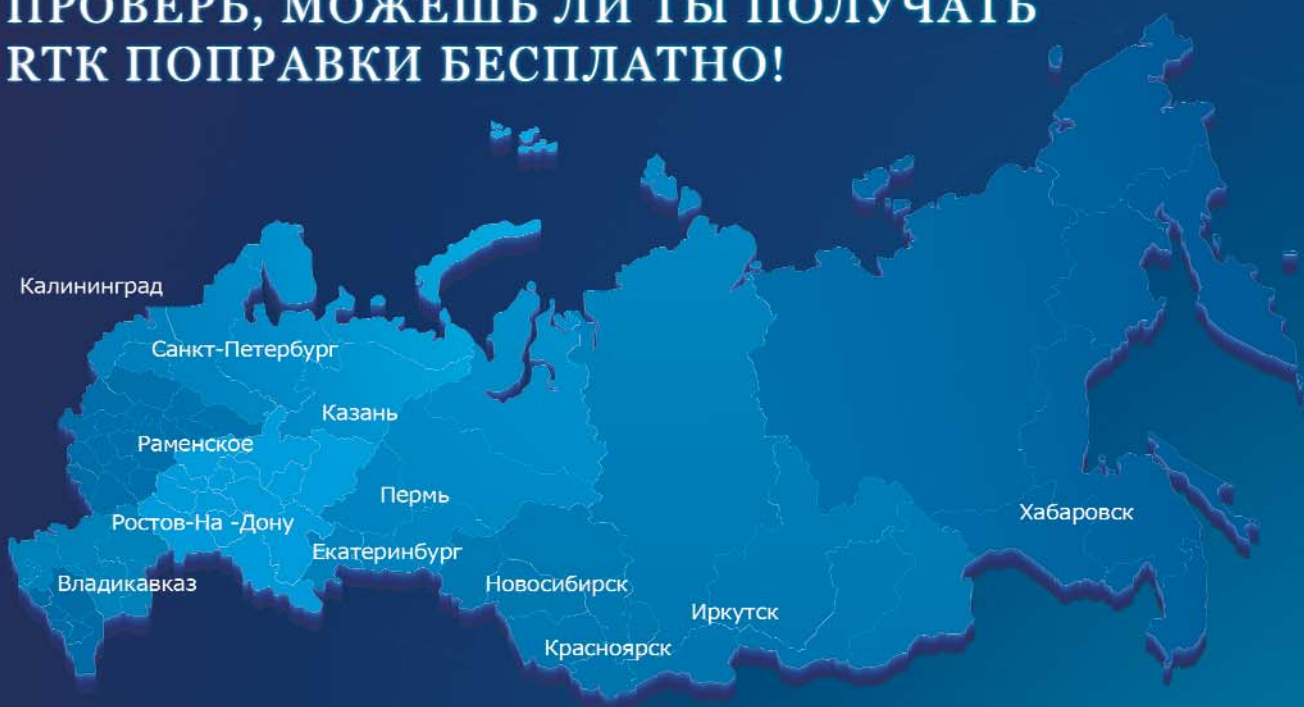 ПРОВЕРЬ, МОЖЕШЬ ЛИ ТЫ ПОЛУЧАТЬ
RTK ПОПРАВКИ БЕСПЛАТНО!
Калининград
Санкт-Петербург
Казань
Раменское
Пермь
Ростов-На -Дону
Хабаровск
Екатеринбург
Владикавказ
Новосибирск
Иркутск
Красноярск